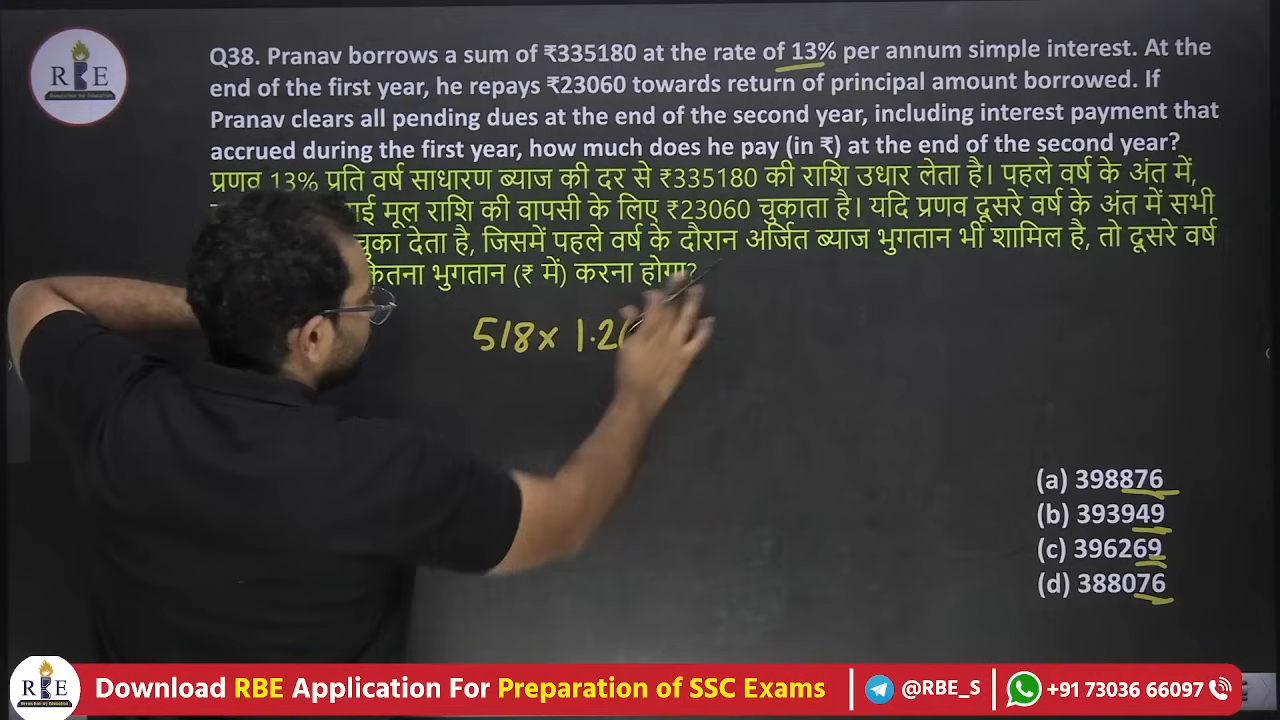 RBE
Resolution for Education
Q38. Pranav borrows a sum of ₹335180 at the rate of 13% per annum simple interest. At the
end of the first year, he repays ₹23060 towards return of principal amount borrowed. If
Pranav clears all pending dues at the end of the second year, including interest payment that
accrued during the first year, how much does he pay (in ₹) at the end of the second year?
प्रणव 13% प्रति वर्ष साधारण ब्याज की दर से ₹335180 की राशि उधार लेता है। पहले वर्ष के अंत में,
मूल राशि की वापसी के लिए ₹23060 चुकाता है। यदि प्रणव दूसरे वर्ष के अंत में सभी
चुका देता है, जिसमें पहले वर्ष के दौरान अर्जित ब्याज भुगतान भी शामिल है, तो दूसरे वर्ष
भुगतान (₹ में) करना होगा?
518x 1.2
(a) 398876
(b) 393949
(c) 396269
(d) 388076
RBE
Download RBE Application For Preparation of SSC Exams
@RBE_S
+91 73036 66097